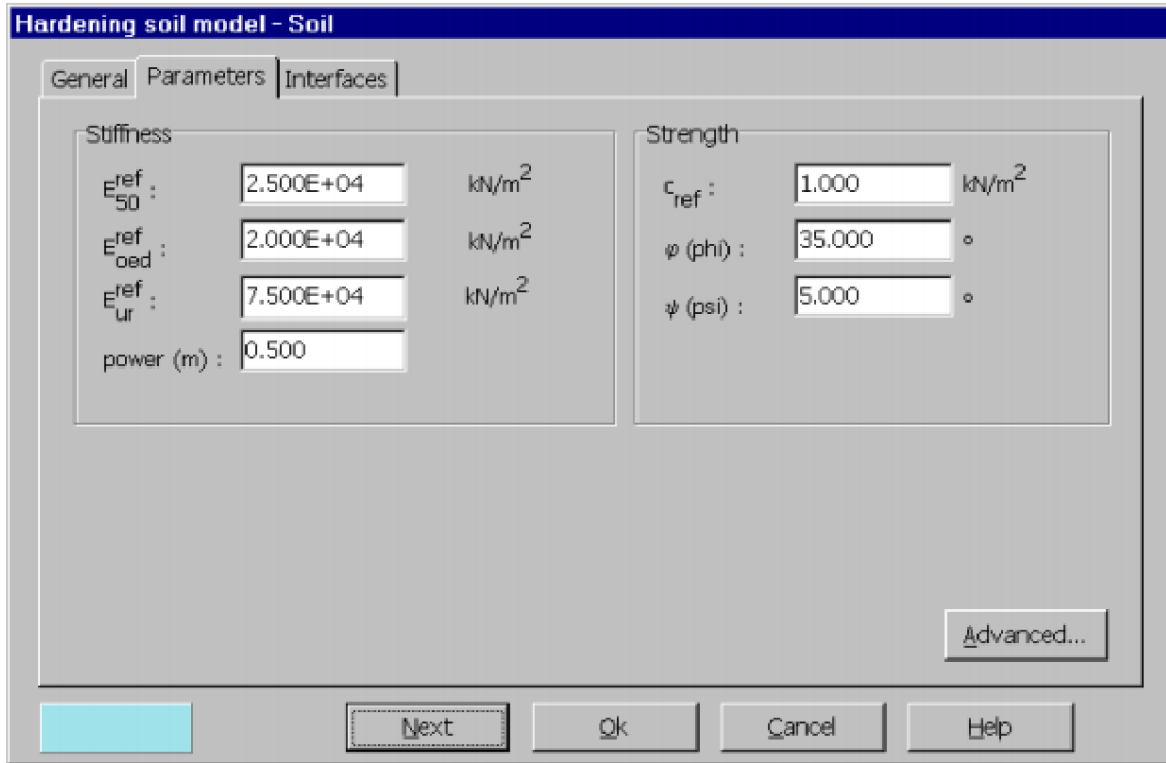 Hardening soil model - Soil
General Parameters Interfaces
Stiffness
E50ref : 2.500E+04 kN/m2
Eoedref : 2.000E+04 kN/m2
Eurref : 7.500E+04 kN/m2
power (m) : 0.500
Strength
cref : 1.000 kN/m2
φ (phi) : 35.000 °
ψ (psi) : 5.000 °
Advanced...
Next Ok Cancel Help